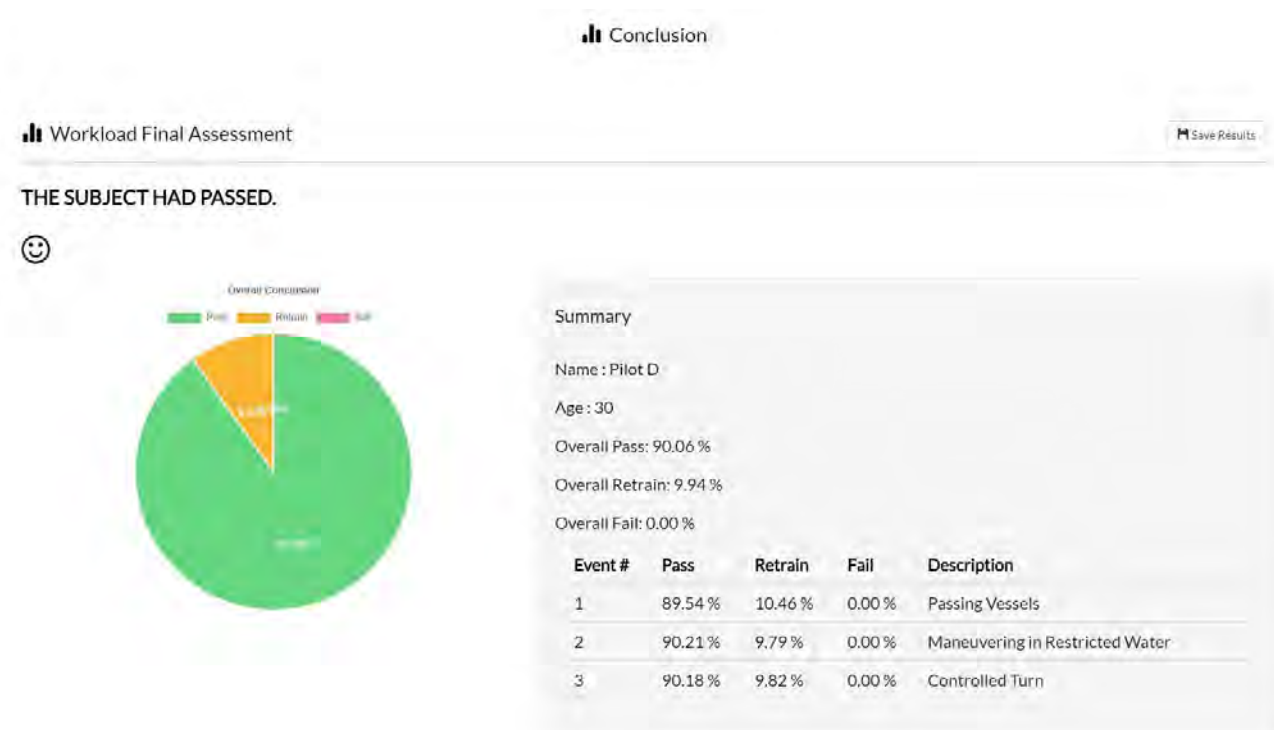 Conclusion
Workload Final Assessment
Save Results
THE SUBJECT HAD PASSED.
Overall Conclusion
Pass Retrain Fail
Summary
Name : Pilot D
Age : 30
Overall Pass: 90.06 %
Overall Retrain: 9.94 %
Overall Fail: 0.00 %
Event # Pass Retrain Fail Description
1 89.54 % 10.46 % 0.00 % Passing Vessels
2 90.21 % 9.79 % 0.00 % Maneuvering in Restricted Water
3 90.18 % 9.82 % 0.00 % Controlled Turn